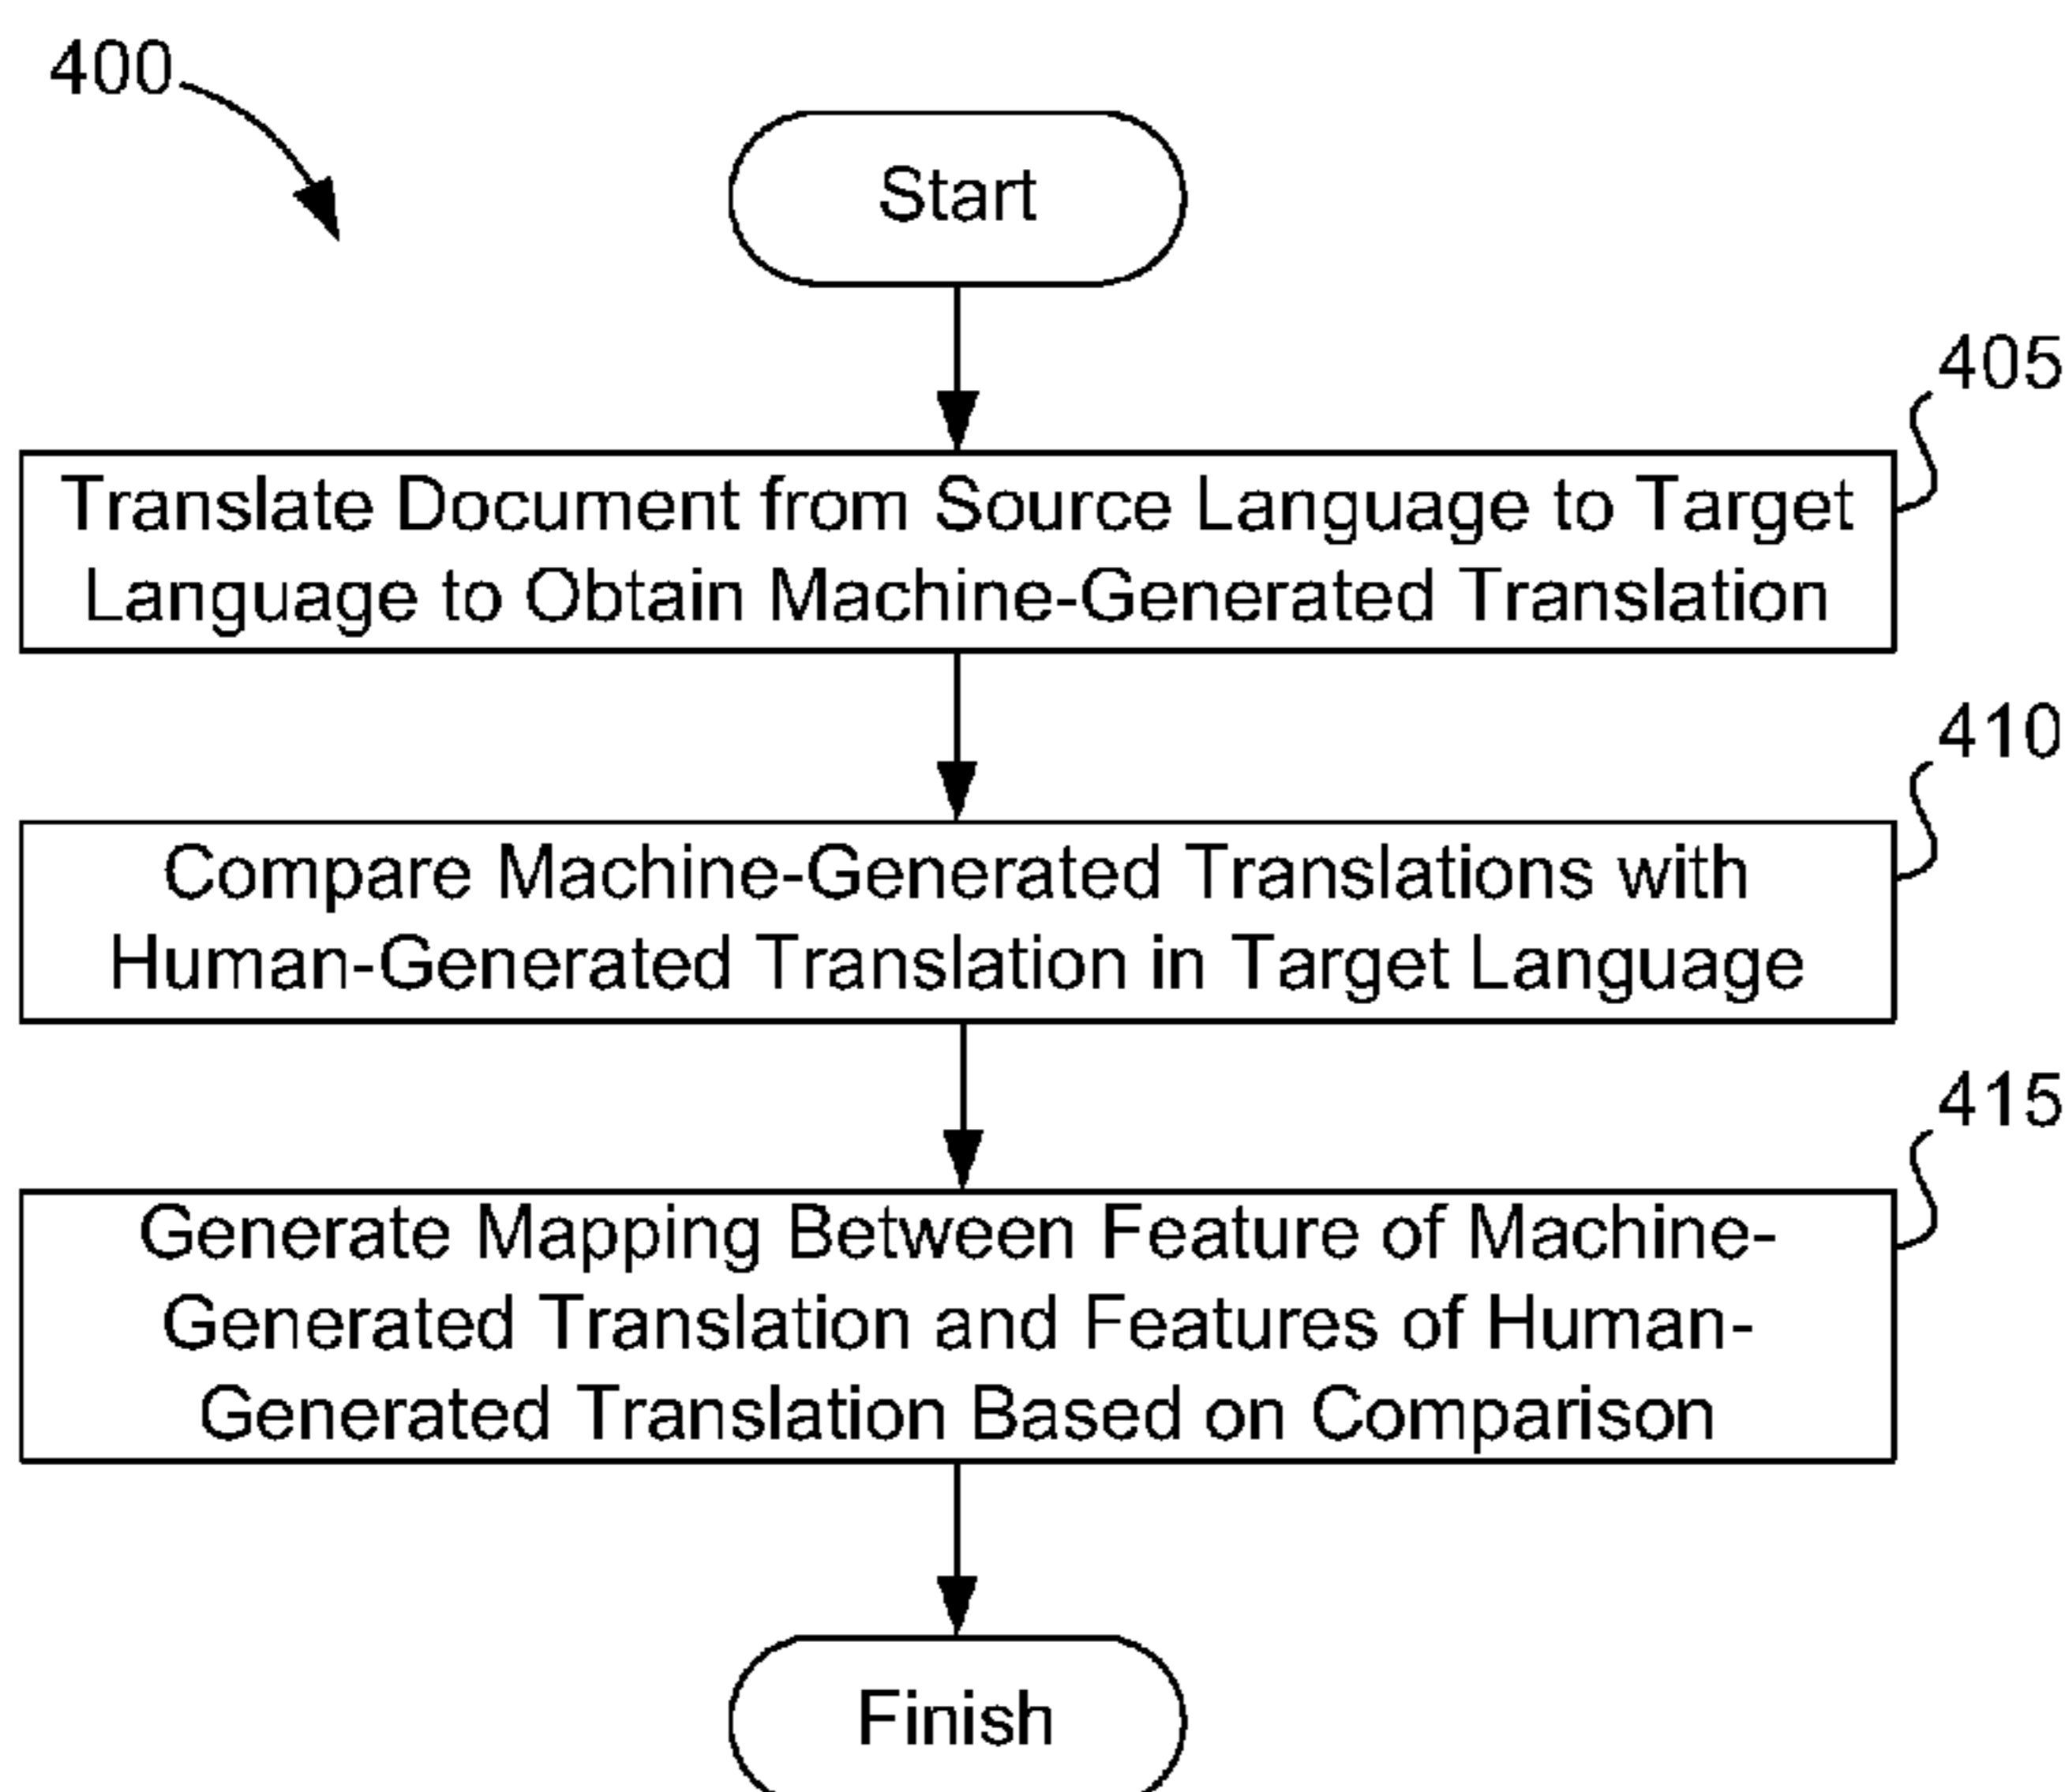 400
Start
405
Translate Document from Source Language to Target
Language to Obtain Machine-Generated Translation
410
Compare Machine-Generated Translations with
Human-Generated Translation in Target Language
415
Generate Mapping Between Feature of Machine-
Generated Translation and Features of Human-
Generated Translation Based on Comparison
Finish